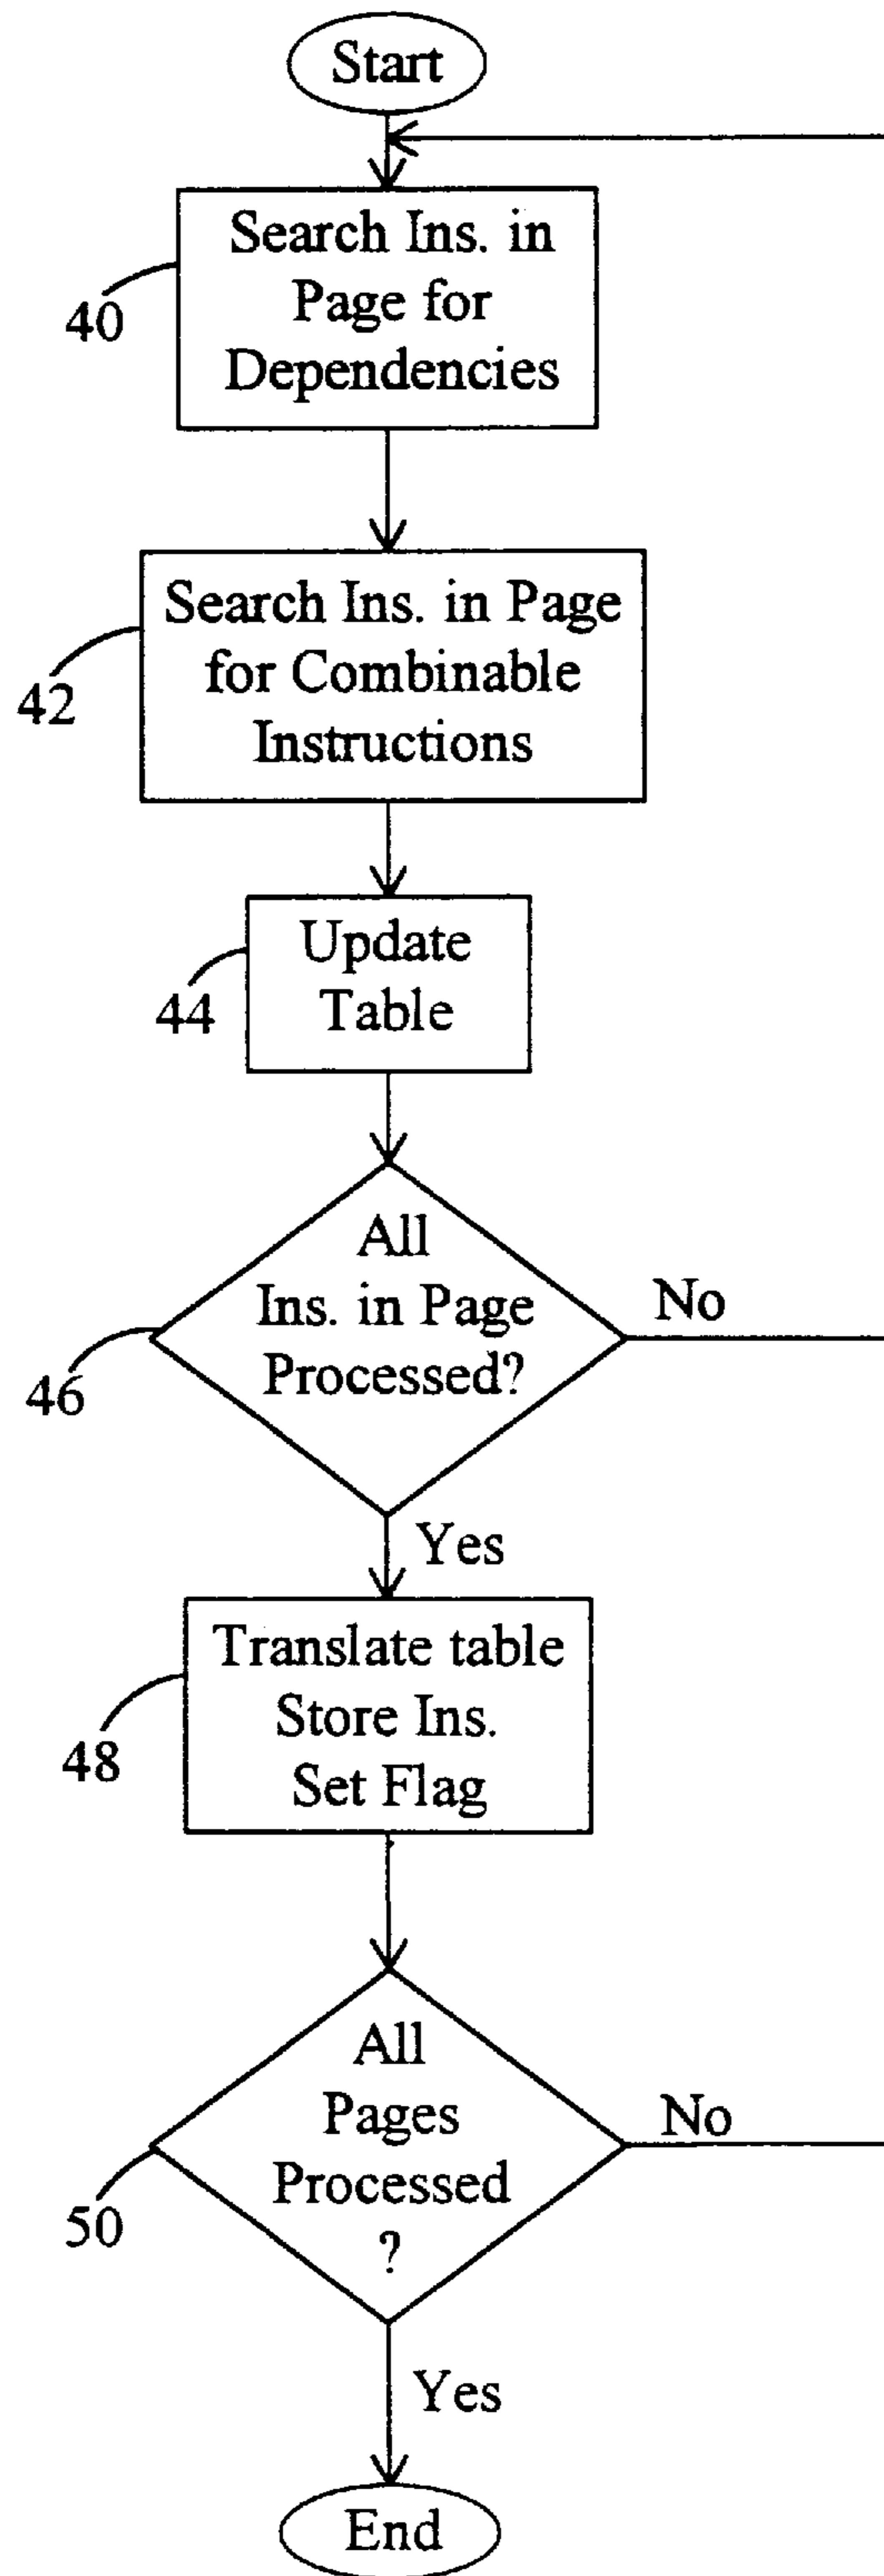 Start
Search Ins. in
Page for
Dependencies
40
Search Ins. in Page
for Combinable
Instructions
42
Update
Table
44
All
Ins. in Page
Processed?
No
46
Yes
Translate table
Store Ins.
Set Flag
48
All
Pages
Processed
?
No
50
Yes
End